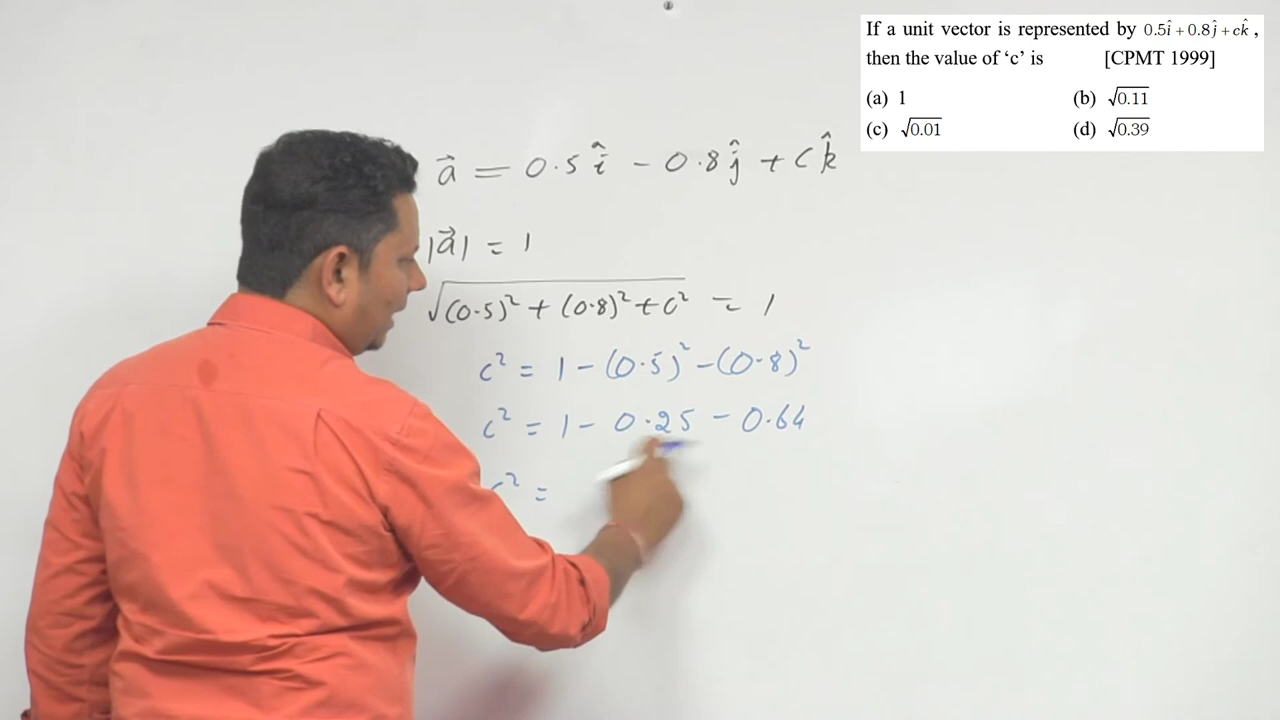 If a unit vector is represented by 0.5î + 0.8ĵ + ck̂ ,
then the value of ‘c’ is [CPMT 1999]
(a) 1 (b) √0.11
(c) √0.01 (d) √0.39
a⃗ = 0.5 î − 0.8 ĵ + c k̂
|a⃗| = 1
√(0.5)² + (0.8)² + c² = 1
c² = 1 − (0.5)² − (0.8)²
c² = 1 − 0.25 − 0.64
c² =